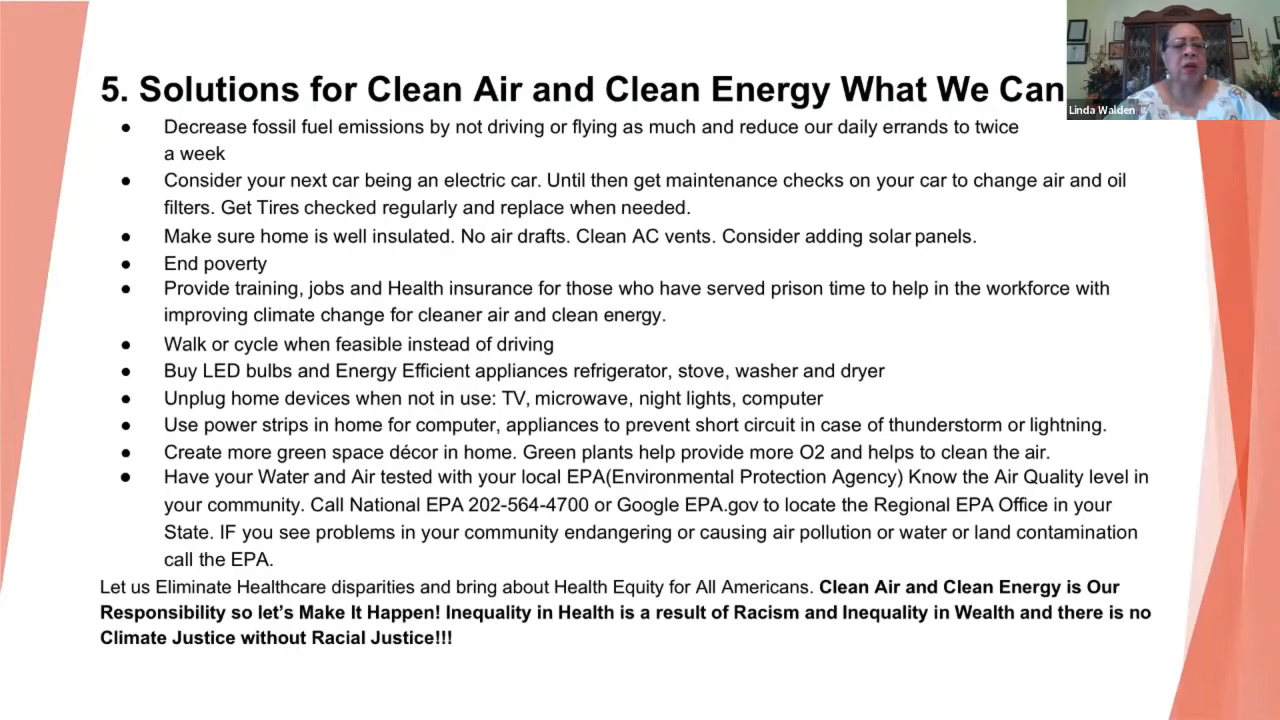 5. Solutions for Clean Air and Clean Energy What We Can
Linda Walden
● Decrease fossil fuel emissions by not driving or flying as much and reduce our daily errands to twice
a week
● Consider your next car being an electric car. Until then get maintenance checks on your car to change air and oil
filters. Get Tires checked regularly and replace when needed.
● Make sure home is well insulated. No air drafts. Clean AC vents. Consider adding solar panels.
● End poverty
● Provide training, jobs and Health insurance for those who have served prison time to help in the workforce with
improving climate change for cleaner air and clean energy.
● Walk or cycle when feasible instead of driving
● Buy LED bulbs and Energy Efficient appliances refrigerator, stove, washer and dryer
● Unplug home devices when not in use: TV, microwave, night lights, computer
● Use power strips in home for computer, appliances to prevent short circuit in case of thunderstorm or lightning.
● Create more green space décor in home. Green plants help provide more O2 and helps to clean the air.
● Have your Water and Air tested with your local EPA(Environmental Protection Agency) Know the Air Quality level in
your community. Call National EPA 202-564-4700 or Google EPA.gov to locate the Regional EPA Office in your
State. IF you see problems in your community endangering or causing air pollution or water or land contamination
call the EPA.
Let us Eliminate Healthcare disparities and bring about Health Equity for All Americans. Clean Air and Clean Energy is Our
Responsibility so let's Make It Happen! Inequality in Health is a result of Racism and Inequality in Wealth and there is no
Climate Justice without Racial Justice!!!